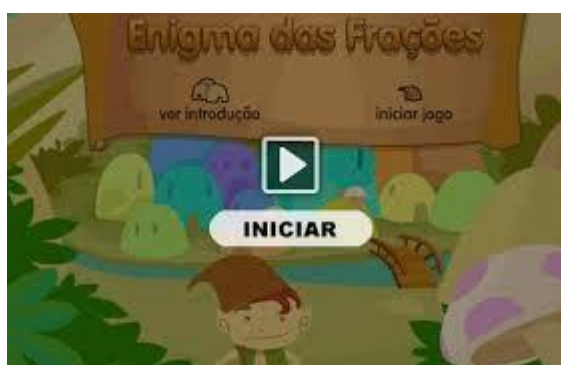 Enigma das Frações
ver introdução
iniciar jogo
INICIAR